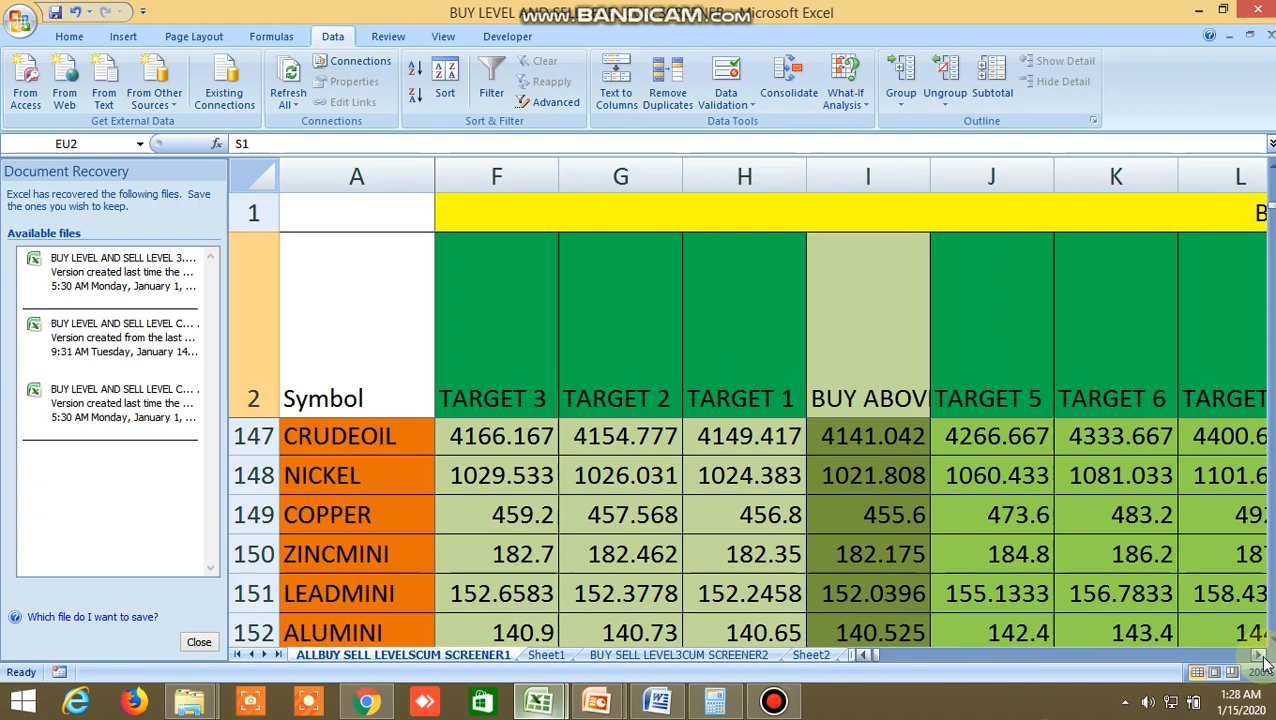 BUY LEVEL AND SELL LEVEL
- Microsoft Excel
www.BANDICAM.com
Home Insert Page Layout Formulas Data Review View Developer
From Access
From Web
From Text
From Other Sources
Existing Connections
Get External Data
Refresh All
Connections
Properties
Edit Links
Connections
Sort
Filter
Clear
Reapply
Advanced
Sort & Filter
Text to Columns
Remove Duplicates
Data Validation
Consolidate
What-If Analysis
Data Tools
Group
Ungroup
Subtotal
Show Detail
Hide Detail
Outline
EU2 fx S1
Document Recovery
Excel has recovered the following files. Save
the ones you wish to keep.
Available files
BUY LEVEL AND SELL LEVEL 3....
Version created last time the ...
5:30 AM Monday, January 1, ...
BUY LEVEL AND SELL LEVEL C... .
Version created from the last ...
9:31 AM Tuesday, January 14...
BUY LEVEL AND SELL LEVEL C... .
Version created last time the ...
5:30 AM Monday, January 1, ...
Which file do I want to save?
Close
A F G H I J K L
1 B
2 Symbol TARGET 3 TARGET 2 TARGET 1 BUY ABOV TARGET 5 TARGET 6 TARGET
147 CRUDEOIL 4166.167 4154.777 4149.417 4141.042 4266.667 4333.667 4400.6
148 NICKEL 1029.533 1026.031 1024.383 1021.808 1060.433 1081.033 1101.6
149 COPPER 459.2 457.568 456.8 455.6 473.6 483.2 492
150 ZINCMINI 182.7 182.462 182.35 182.175 184.8 186.2 187
151 LEADMINI 152.6583 152.3778 152.2458 152.0396 155.1333 156.7833 158.43
152 ALUMINI 140.9 140.73 140.65 140.525 142.4 143.4 144
ALLBUY SELL LEVELSCUM SCREENER1 Sheet1 BUY SELL LEVEL3CUM SCREENER2 Sheet2
Ready 200%
1:28 AM
1/15/2020